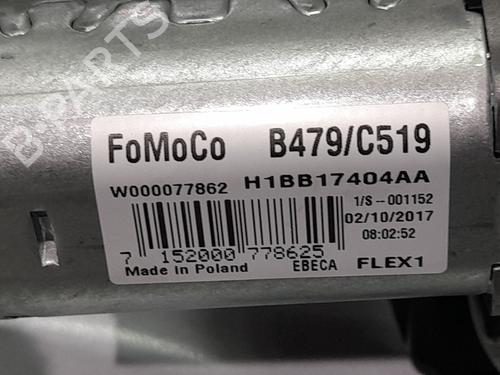 B-PARTS
FoMoCo B479/C519
W000077862 H1BB17404AA
1/S--001152
02/10/2017
08:02:52
7 152000 778625
Made in Poland EBECA FLEX1